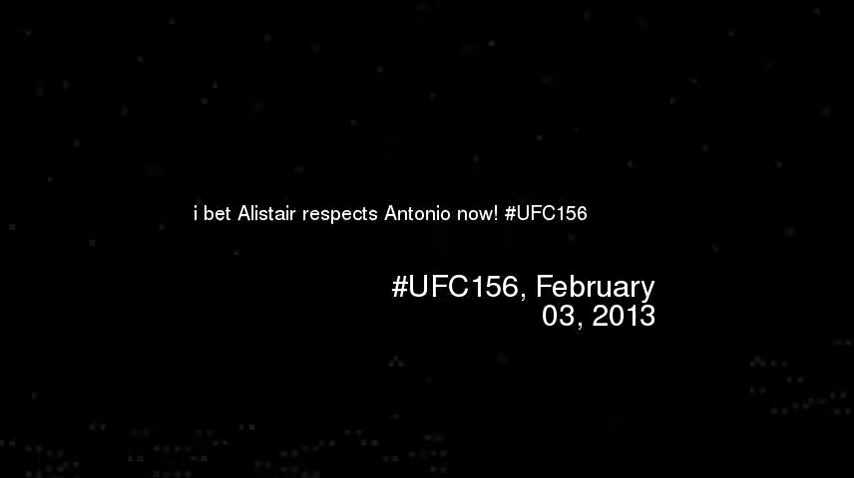 i bet Alistair respects Antonio now! #UFC156
#UFC156, February
03, 2013